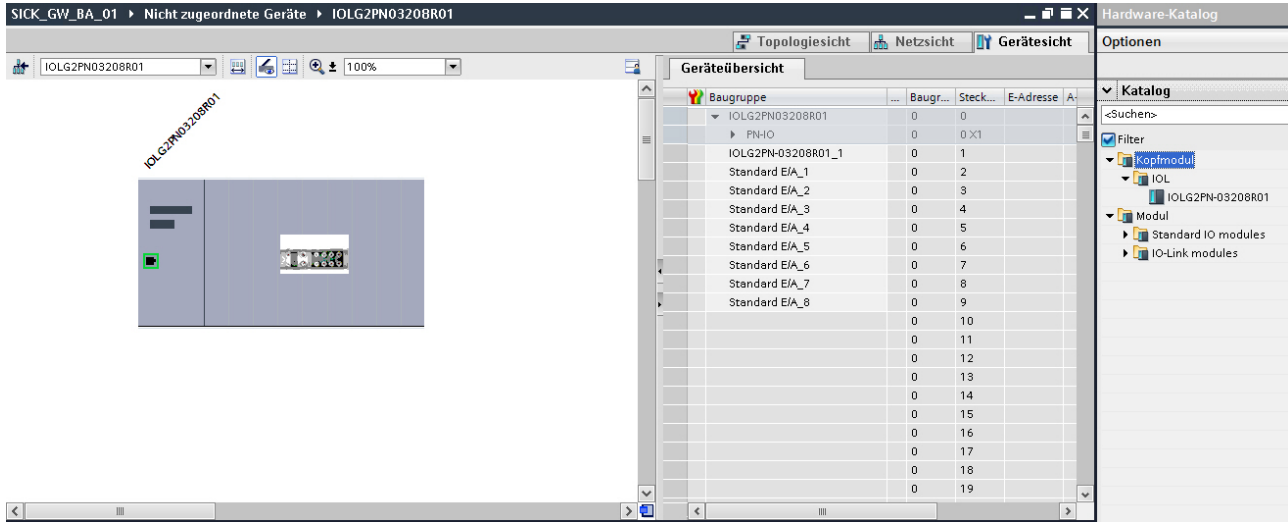 SICK_GW_BA_01 ▸ Nicht zugeordnete Geräte ▸ IOLG2PN03208R01
Hardware-Katalog
Topologiesicht Netzsicht Gerätesicht
Optionen
IOLG2PN03208R01 100%
Geräteübersicht
IOLG2PN03208R01
Baugruppe ... Baugr... Steck... E-Adresse A-
IOLG2PN03208R01 0 0
PN-IO 0 0 X1
IOLG2PN-03208R01_1 0 1
Standard E/A_1 0 2
Standard E/A_2 0 3
Standard E/A_3 0 4
Standard E/A_4 0 5
Standard E/A_5 0 6
Standard E/A_6 0 7
Standard E/A_7 0 8
Standard E/A_8 0 9
0 10
0 11
0 12
0 13
0 14
0 15
0 16
0 17
0 18
0 19
Katalog
<Suchen>
Filter
Kopfmodul
IOL
IOLG2PN-03208R01
Modul
Standard IO modules
IO-Link modules